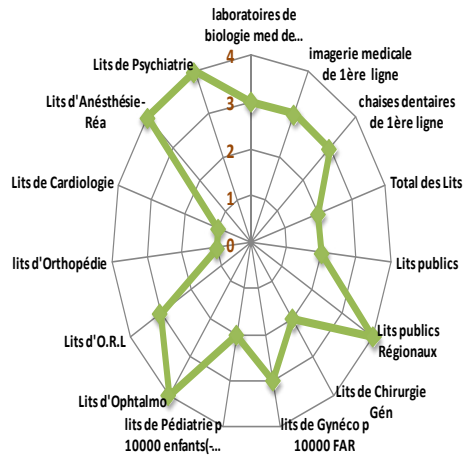 laboratoires de
biologie med de...
imagerie medicale
de 1ère ligne
chaises dentaires
de 1ère ligne
Total des Lits
Lits publics
Lits publics
Régionaux
Lits de Chirurgie
Gén
lits de Gynéco p
10000 FAR
lits de Pédiatrie p
10000 enfants(-...
Lits d'Ophtalmo
Lits d'O.R.L
lits d'Orthopédie
Lits de Cardiologie
Lits d'Anésthésie-
Réa
Lits de Psychiatrie
4
3
2
1
0